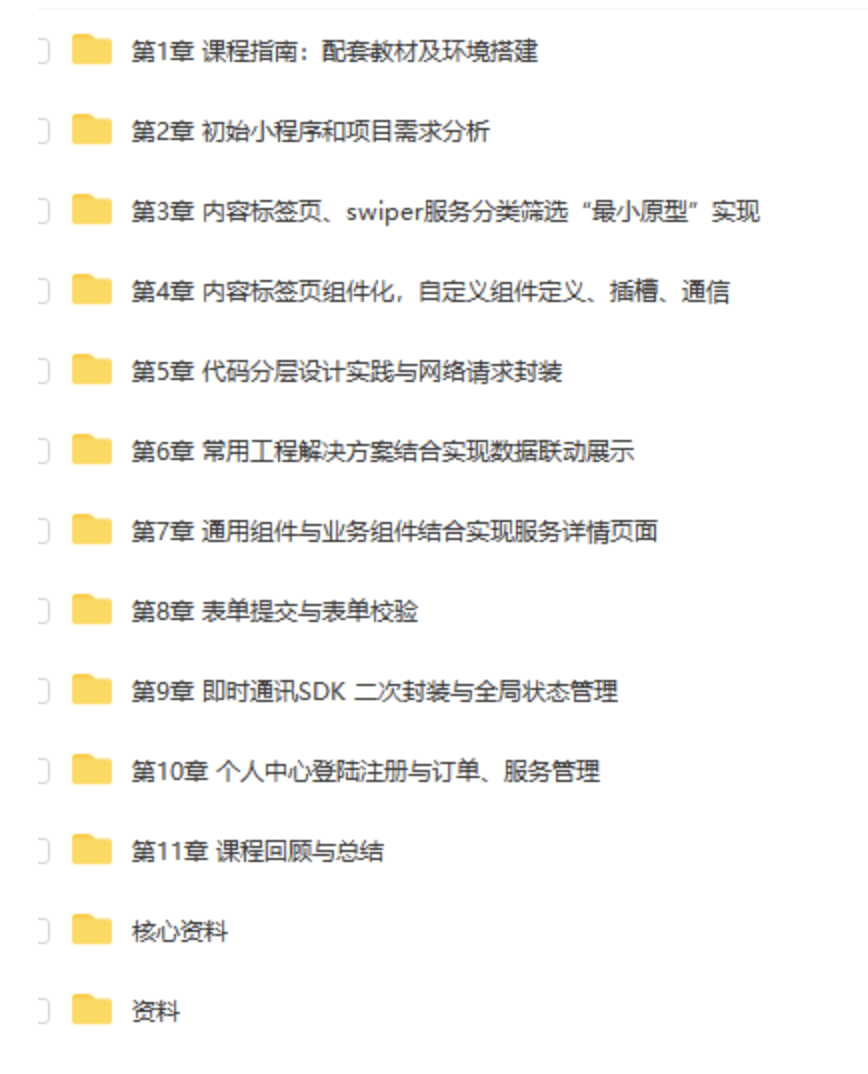 第1章 课程指南：配套教材及环境搭建
第2章 初始小程序和项目需求分析
第3章 内容标签页、swiper服务分类筛选“最小原型”实现
第4章 内容标签页组件化，自定义组件定义、插槽、通信
第5章 代码分层设计实践与网络请求封装
第6章 常用工程解决方案结合实现数据联动展示
第7章 通用组件与业务组件结合实现服务详情页面
第8章 表单提交与表单校验
第9章 即时通讯SDK 二次封装与全局状态管理
第10章 个人中心登陆注册与订单、服务管理
第11章 课程回顾与总结
核心资料
资料